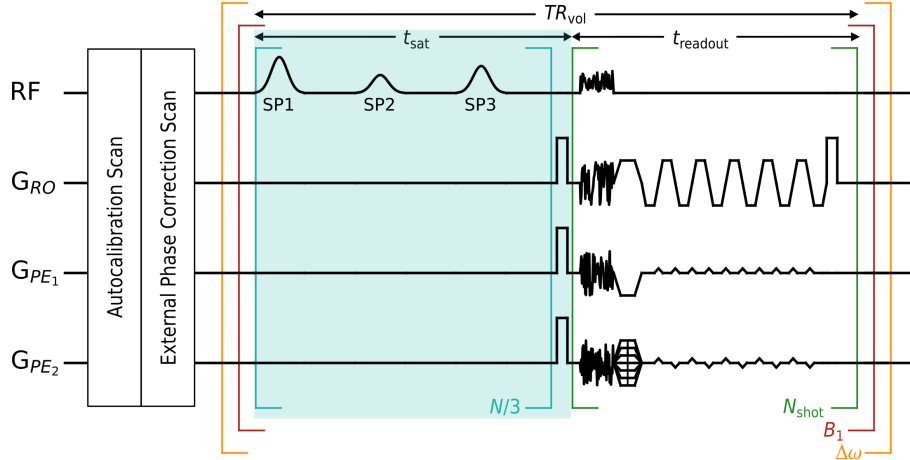 TR_vol
t_sat
t_readout
RF
SP1
SP2
SP3
G_RO
G_PE₁
G_PE₂
Autocalibration Scan
External Phase Correction Scan
N/3
N_shot
B₁
Δω